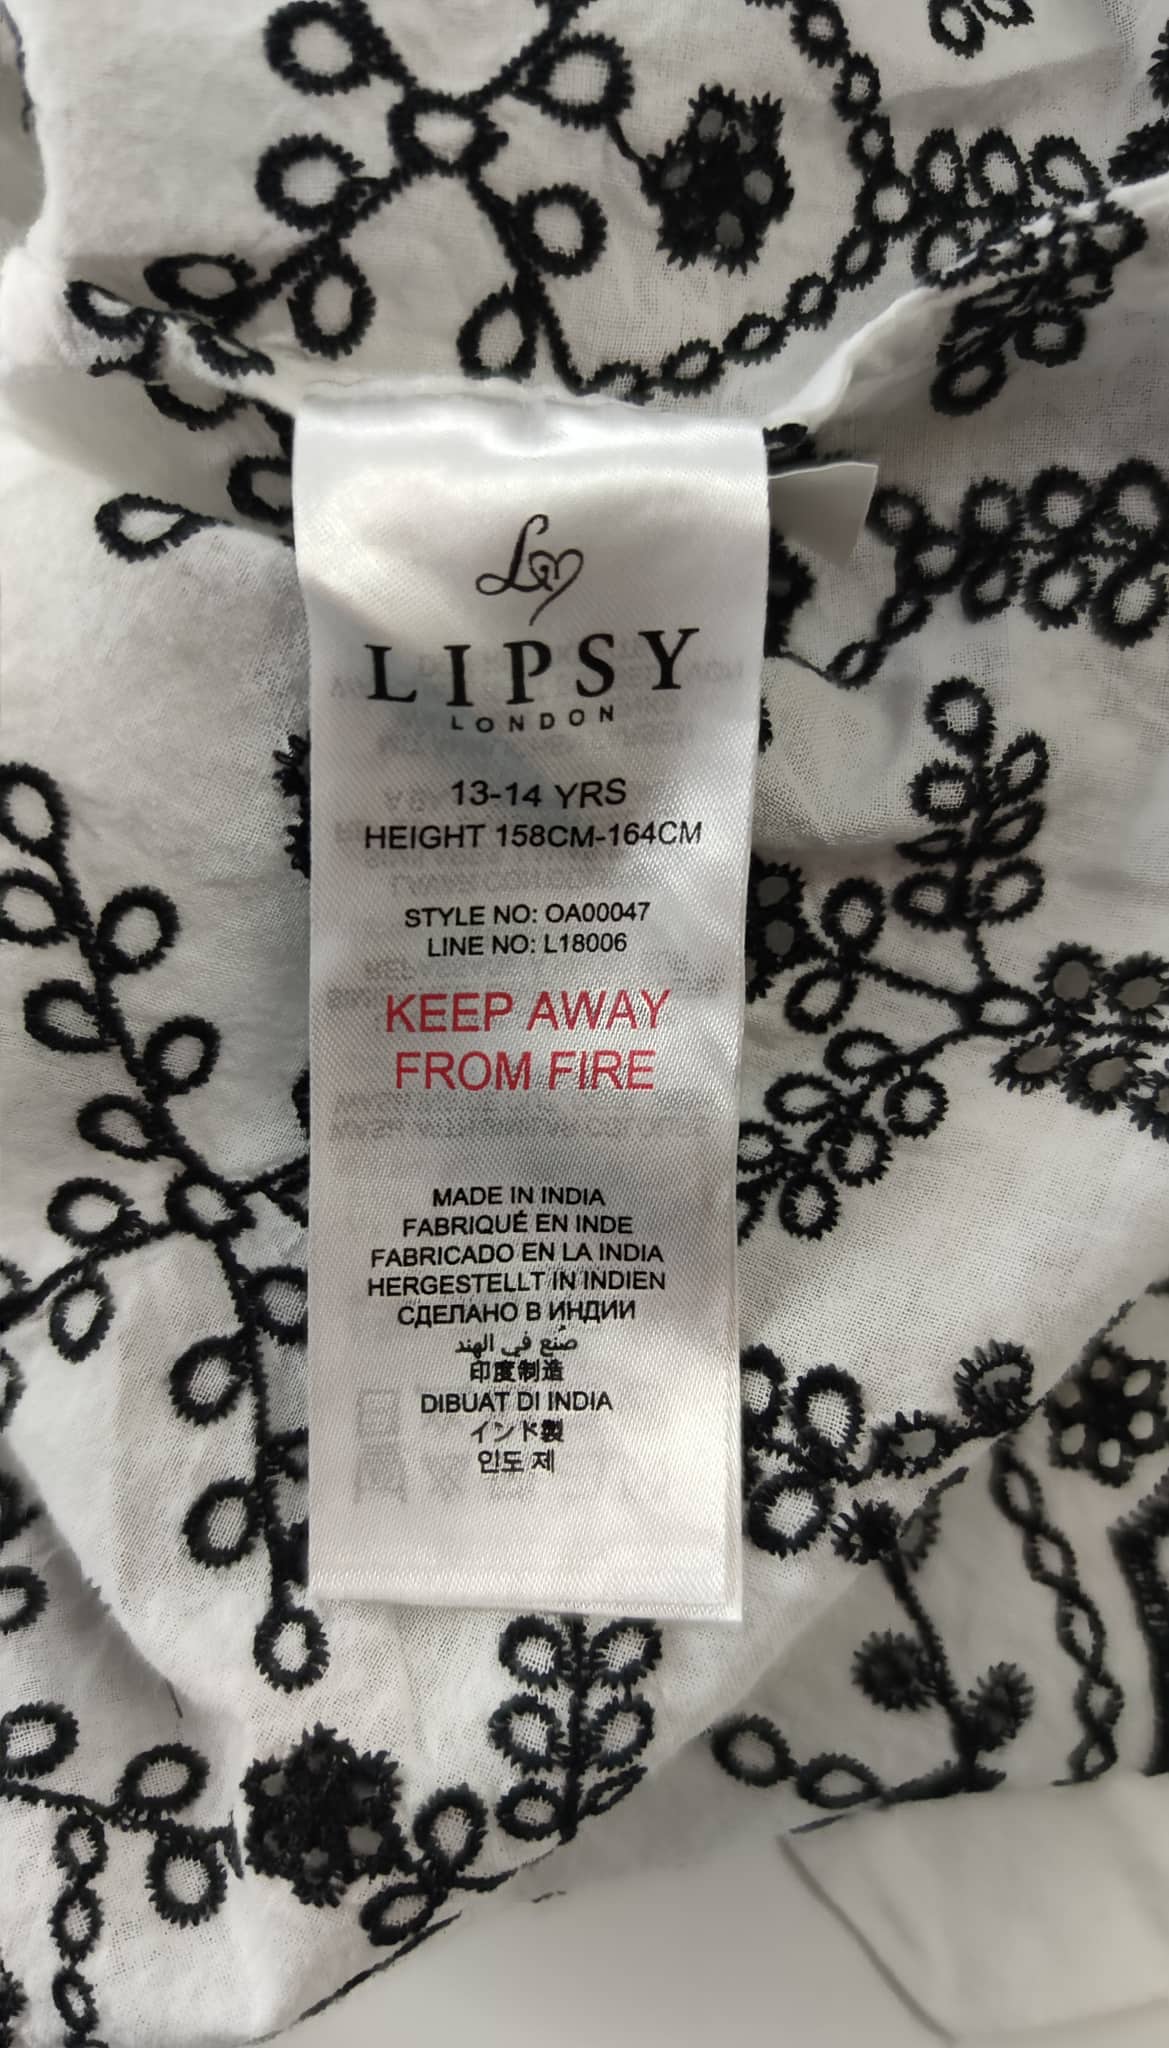 LIPSY
LONDON
13-14 YRS
HEIGHT 158CM-164CM
STYLE NO: OA00047
LINE NO: L18006
KEEP AWAY
FROM FIRE
MADE IN INDIA
FABRIQUÉ EN INDE
FABRICADO EN LA INDIA
HERGESTELLT IN INDIEN
СДЕЛАНО В ИНДИИ
صُنع في الهند
印度制造
DIBUAT DI INDIA
インド製
인도 제